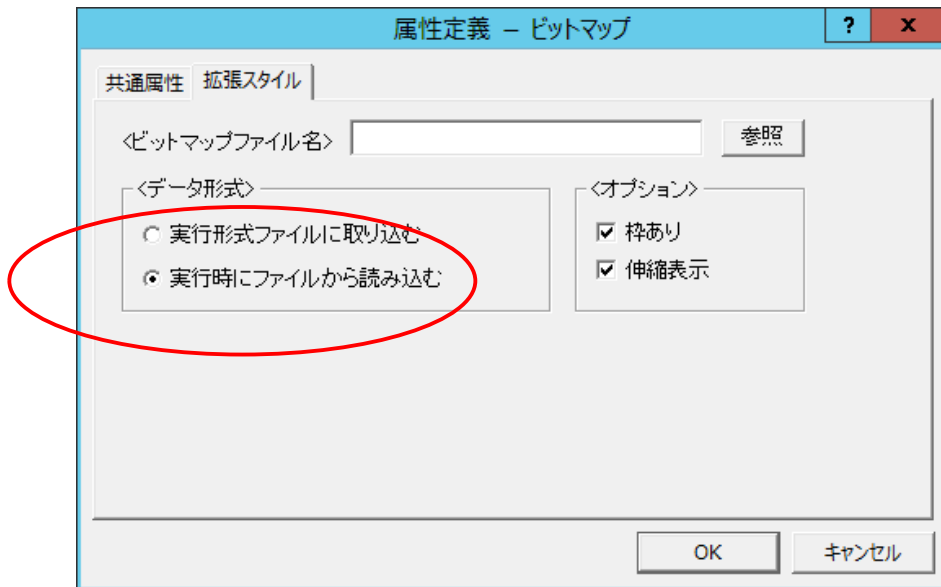 属性定義 － ビットマップ
?
x
共通属性 拡張スタイル
<ビットマップファイル名> 参照
<データ形式>
実行形式ファイルに取り込む
実行時にファイルから読み込む
<オプション>
枠あり
伸縮表示
OK キャンセル